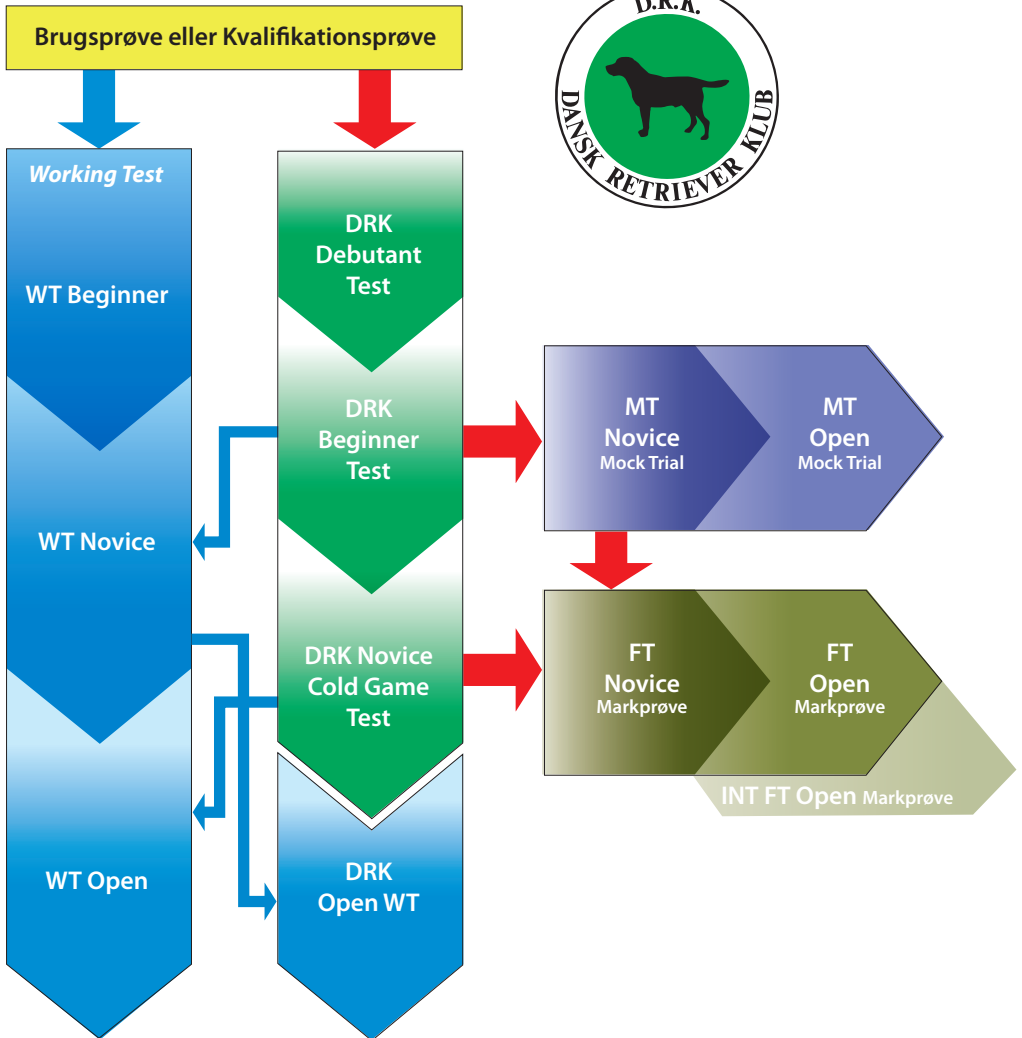 Brugsprøve eller Kvalifikationsprøve
D.R.K.
DANSK RETRIEVER KLUB
Working Test
WT Beginner
WT Novice
WT Open
DRK
Debutant
Test
DRK
Beginner
Test
DRK Novice
Cold Game
Test
DRK
Open WT
MT
Novice
Mock Trial
MT
Open
Mock Trial
FT
Novice
Markprøve
FT
Open
Markprøve
INT FT Open Markprøve